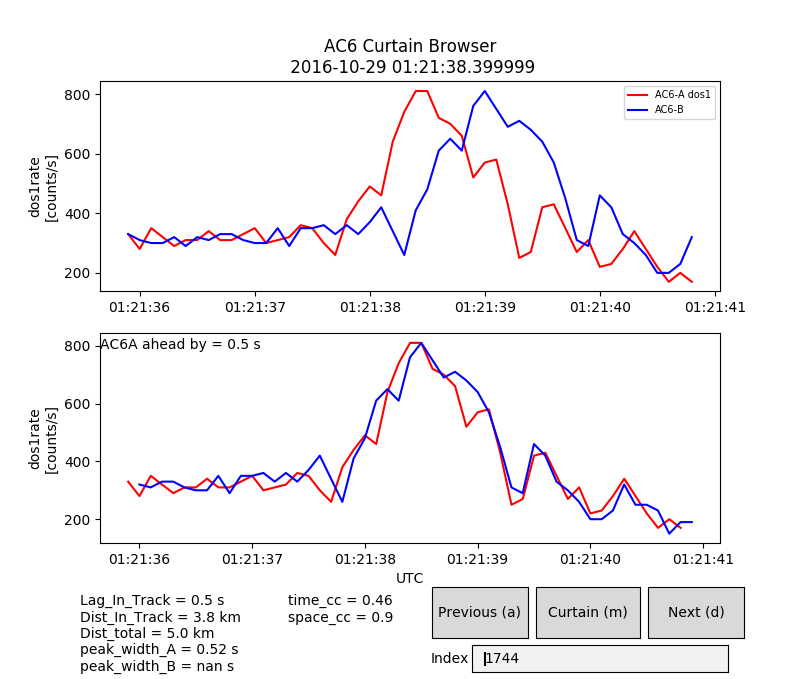 AC6 Curtain Browser
2016-10-29 01:21:38.399999
dos1rate
[counts/s]
800
600
400
200
AC6-A dos1
AC6-B
01:21:36 01:21:37 01:21:38 01:21:39 01:21:40 01:21:41
dos1rate
[counts/s]
800
600
400
200
AC6A ahead by = 0.5 s
01:21:36 01:21:37 01:21:38 01:21:39 01:21:40 01:21:41
UTC
Lag_In_Track = 0.5 s
Dist_In_Track = 3.8 km
Dist_total = 5.0 km
peak_width_A = 0.52 s
peak_width_B = nan s
time_cc = 0.46
space_cc = 0.9
Previous (a) Curtain (m) Next (d)
Index 1744